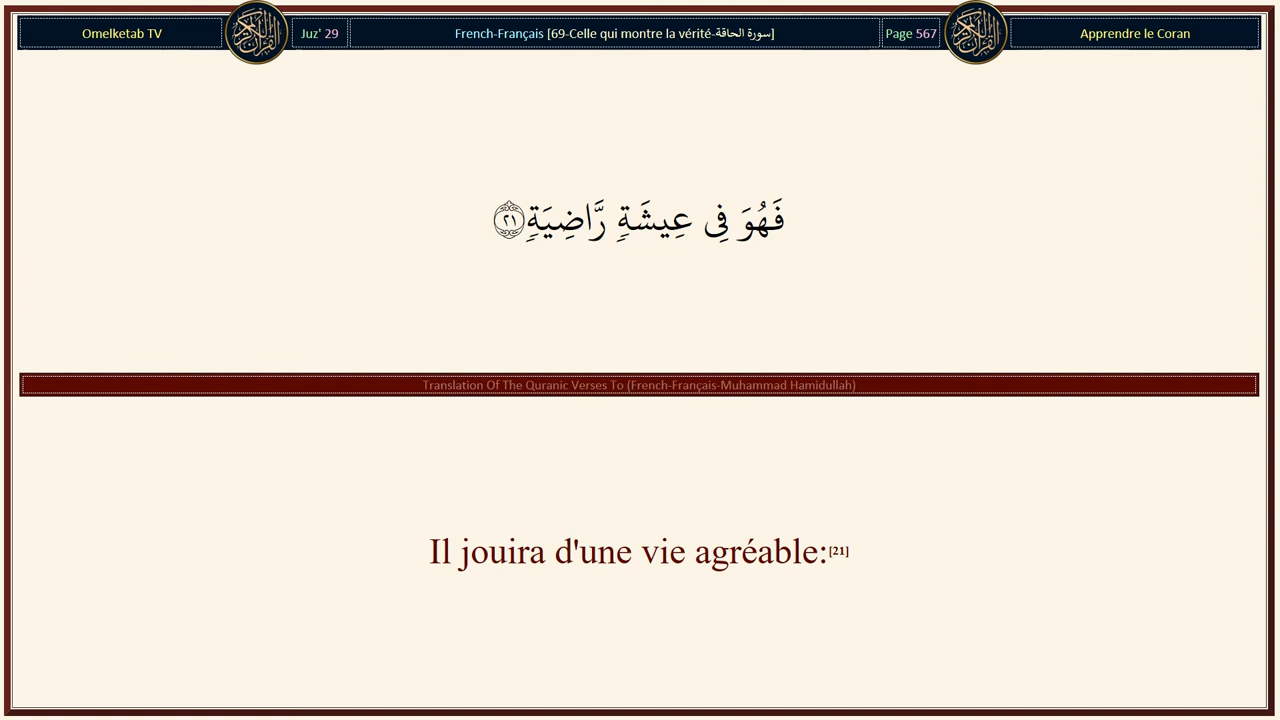 Omelketab TV
Juz' 29
French-Français [69-Celle qui montre la vérité-سورة الحاقة]
Page 567
Apprendre le Coran
فَهُوَ فِى عِيشَةٍۢ رَّاضِيَةٍۢ ٢١
Translation Of The Quranic Verses To (French-Français-Muhammad Hamidullah)
Il jouira d'une vie agréable:[21]